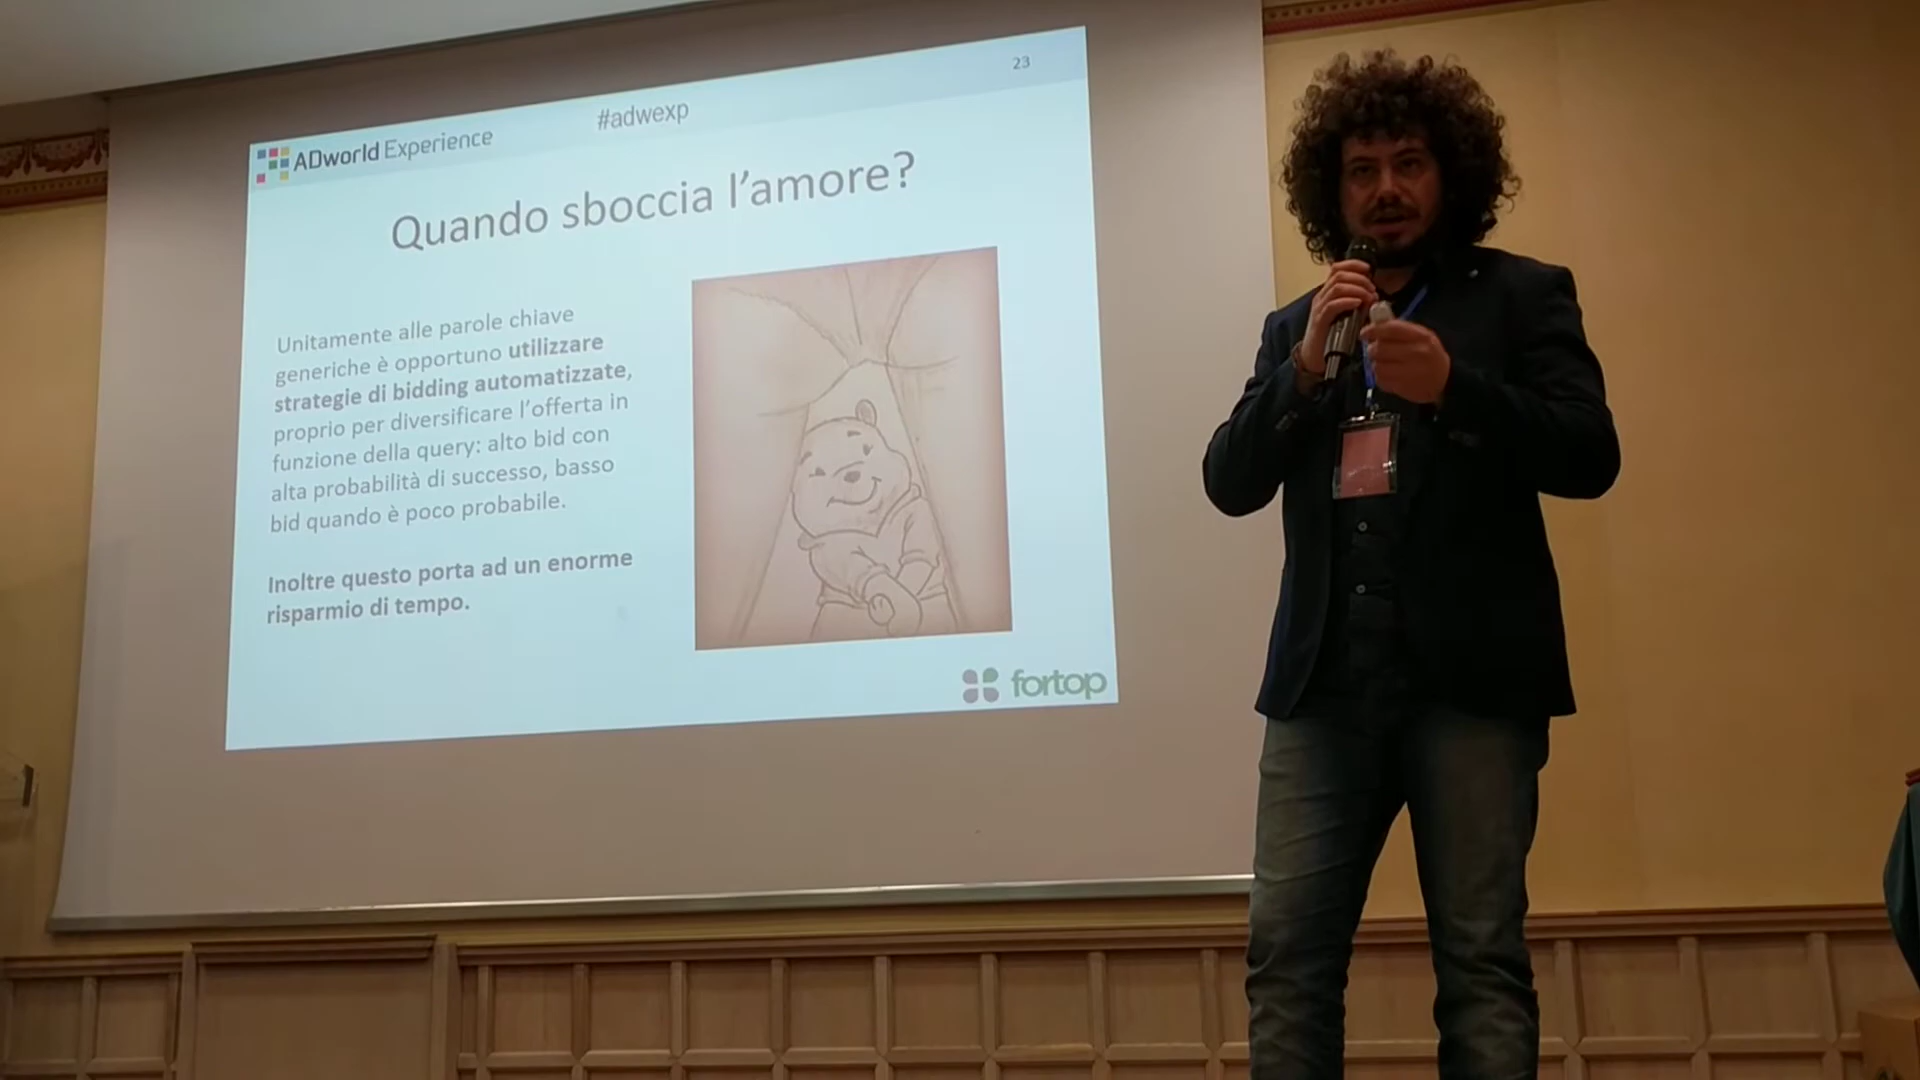 23
ADworld Experience
#adwexp
Quando sboccia l'amore?
Unitamente alle parole chiave
generiche è opportuno utilizzare
strategie di bidding automatizzate,
proprio per diversificare l'offerta in
funzione della query: alto bid con
alta probabilità di successo, basso
bid quando è poco probabile.
Inoltre questo porta ad un enorme
risparmio di tempo.
fortop